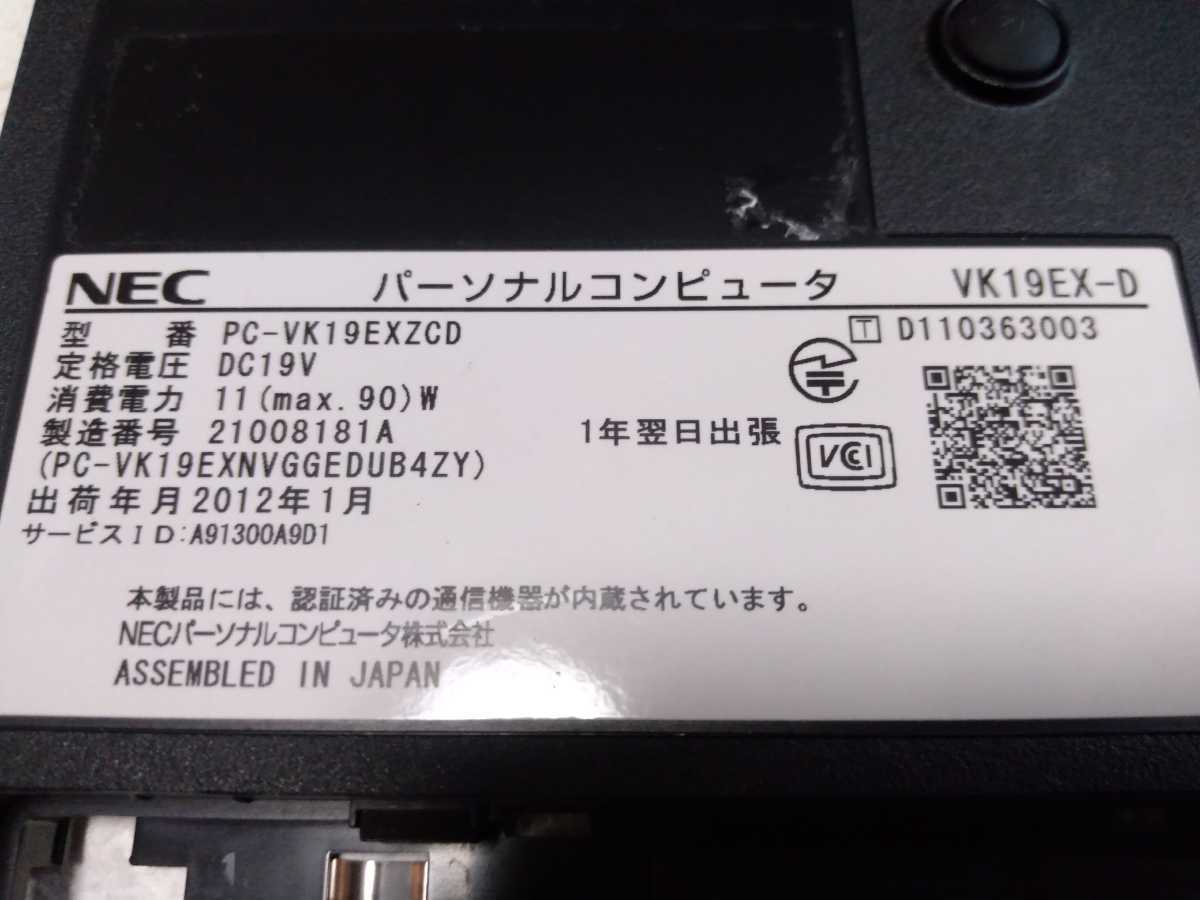 NEC パーソナルコンピュータ VK19EX-D
型 番 PC-VK19EXZCD
T D110363003
定格電圧 DC19V
消費電力 11(max.90)W
製造番号 21008181A
1年翌日出張
VCCI
(PC-VK19EXNVGGEDUB4ZY)
出荷年月 2012年1月
サービスID:A91300A9D1
本製品には、認証済みの通信機器が内蔵されています。
NECパーソナルコンピュータ株式会社
ASSEMBLED IN JAPAN
1